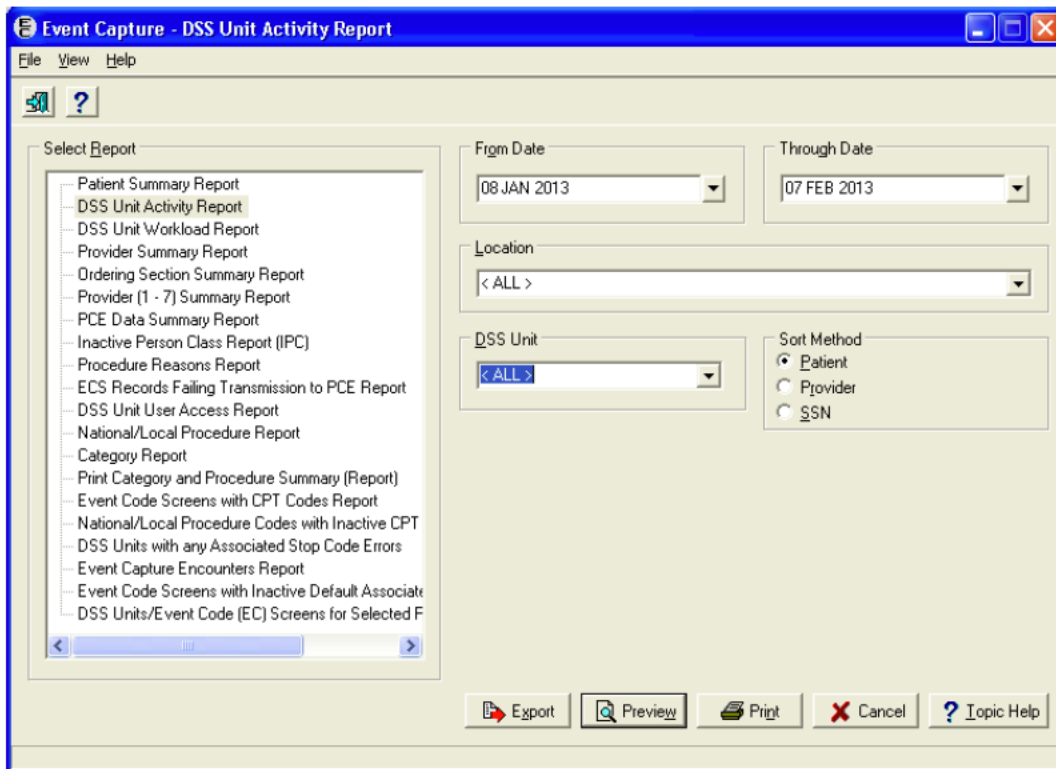 Event Capture - DSS Unit Activity Report
File View Help
Select Report
Patient Summary Report
DSS Unit Activity Report
DSS Unit Workload Report
Provider Summary Report
Ordering Section Summary Report
Provider (1 - 7) Summary Report
PCE Data Summary Report
Inactive Person Class Report (IPC)
Procedure Reasons Report
ECS Records Failing Transmission to PCE Report
DSS Unit User Access Report
National/Local Procedure Report
Category Report
Print Category and Procedure Summary (Report)
Event Code Screens with CPT Codes Report
National/Local Procedure Codes with Inactive CPT
DSS Units with any Associated Stop Code Errors
Event Capture Encounters Report
Event Code Screens with Inactive Default Associate
DSS Units/Event Code (EC) Screens for Selected F
From Date
08 JAN 2013
Through Date
07 FEB 2013
Location
< ALL >
DSS Unit
< ALL >
Sort Method
Patient
Provider
SSN
Export Preview Print Cancel ? Topic Help